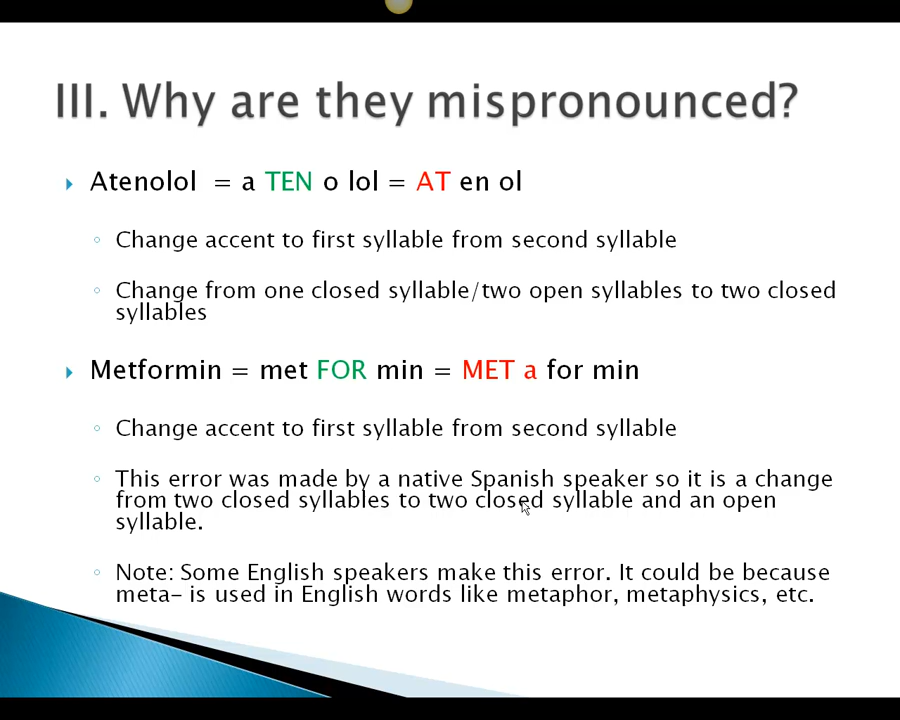 III. Why are they mispronounced?
Atenolol = a TEN o lol = AT en ol
Change accent to first syllable from second syllable
Change from one closed syllable/two open syllables to two closed
syllables
Metformin = met FOR min = MET a for min
Change accent to first syllable from second syllable
This error was made by a native Spanish speaker so it is a change
from two closed syllables to two closed syllable and an open
syllable.
Note: Some English speakers make this error. It could be because
meta- is used in English words like metaphor, metaphysics, etc.